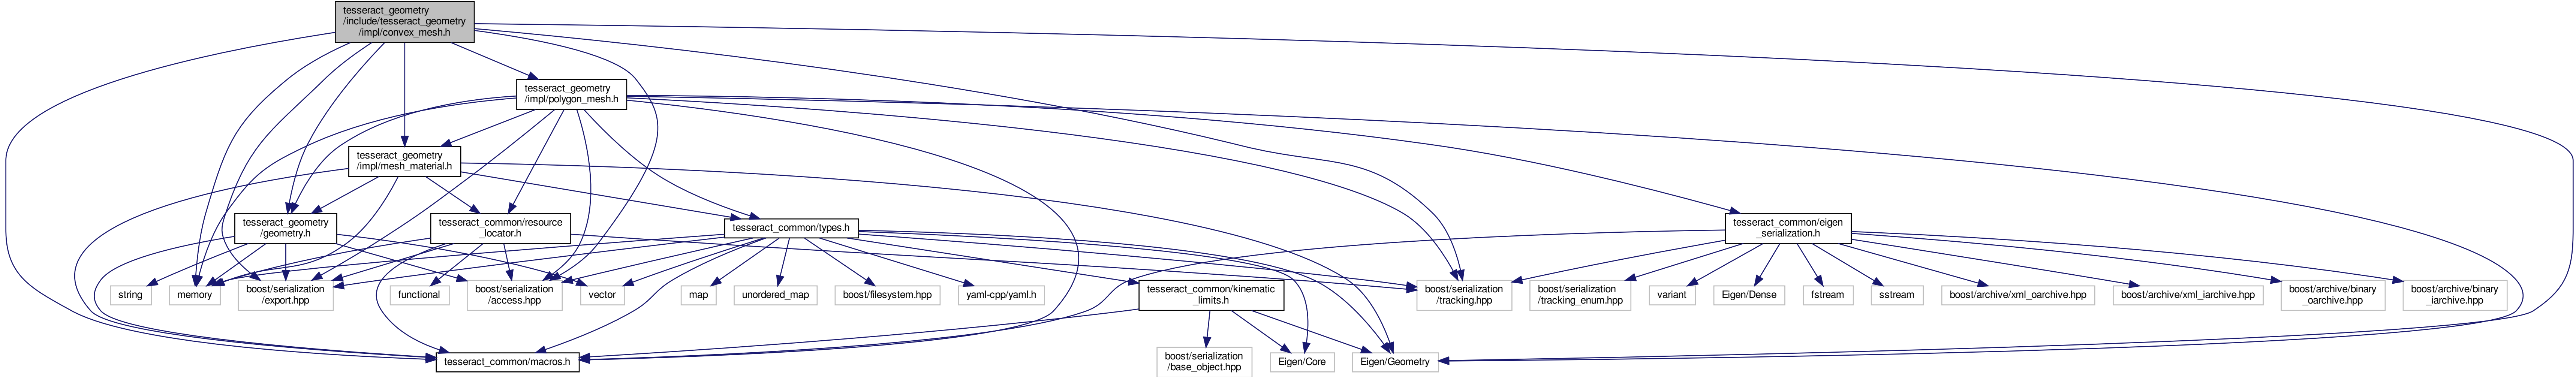 tesseract_geometry
/include/tesseract_geometry
/impl/convex_mesh.h
tesseract_geometry
/impl/polygon_mesh.h
tesseract_geometry
/impl/mesh_material.h
tesseract_geometry
/geometry.h
tesseract_common/resource
_locator.h
tesseract_common/types.h
tesseract_common/eigen
_serialization.h
string
memory
boost/serialization
/export.hpp
functional
boost/serialization
/access.hpp
vector
map
unordered_map
boost/filesystem.hpp
yaml-cpp/yaml.h
tesseract_common/kinematic
_limits.h
boost/serialization
/tracking.hpp
boost/serialization
/tracking_enum.hpp
variant
Eigen/Dense
fstream
sstream
boost/archive/xml_oarchive.hpp
boost/archive/xml_iarchive.hpp
boost/archive/binary
_oarchive.hpp
boost/archive/binary
_iarchive.hpp
tesseract_common/macros.h
boost/serialization
/base_object.hpp
Eigen/Core
Eigen/Geometry